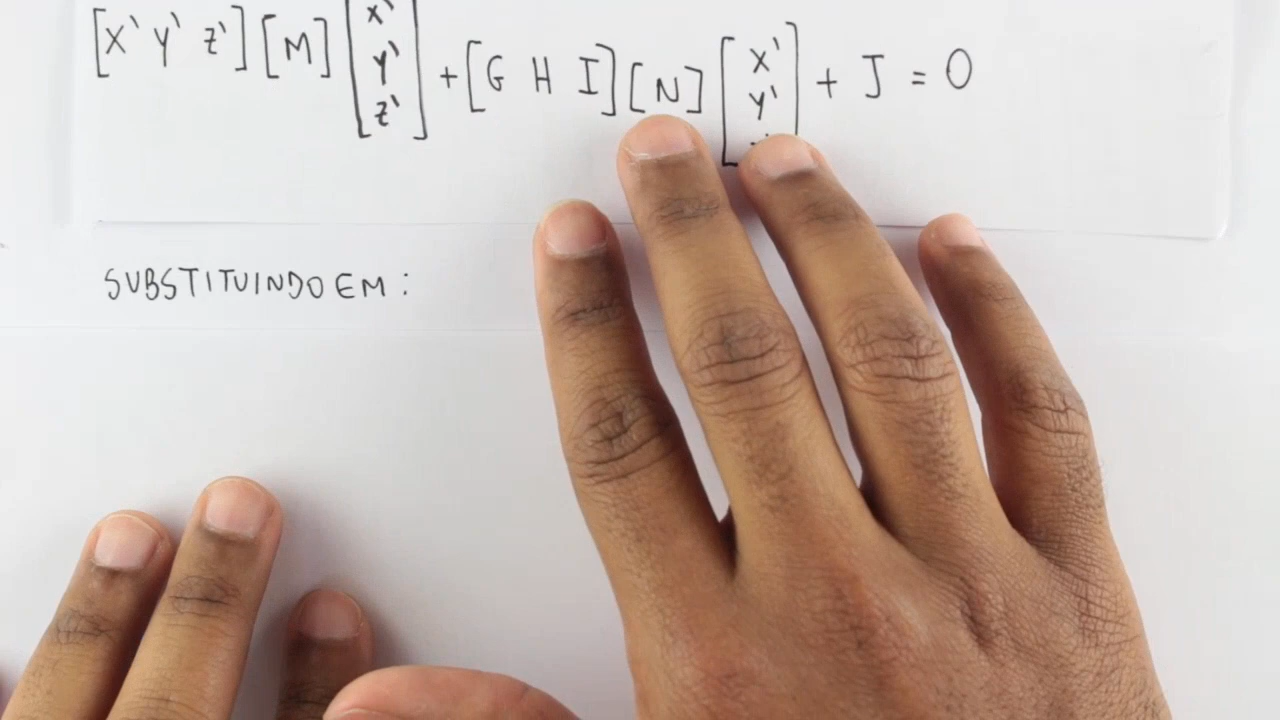 [X` Y` Z`] [M] [X` Y` Z`] + [G H I] [N] [X` Y`] + J = 0
SUBSTITUINDO EM :